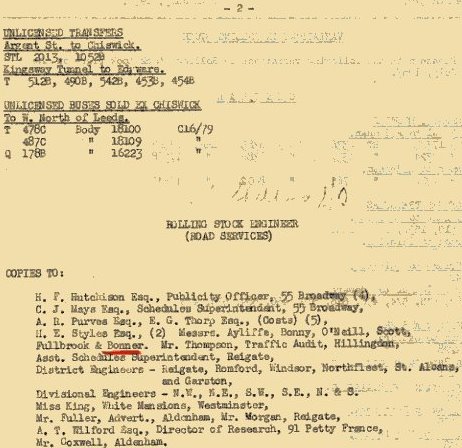 - 2 -
UNLICENSED TRANSFERS
Argent St. to Chiswick.
STL 2013, 1052B
Kingsway Tunnel to Edgware.
T 512B, 490B, 542B, 453B, 454B
UNLICENSED BUSES SOLD EX CHISWICK
To W. North of Leeds.
T 478C Body 18100 C16/79
487C " 18109 "
Q 178B " 16223 "
ROLLING STOCK ENGINEER
(ROAD SERVICES)
COPIES TO:
H. F. Hutchison Esq., Publicity Officer, 55 Broadway (4),
C. J. Mays Esq., Schedules Superintendent, 55 Broadway,
A. R. Purves Esq., E. G. Thorp Esq., (Costs) (5),
H. E. Styles Esq., (2) Messrs. Ayliffe, Bonny, O'Neill, Scott,
Fullbrook & Bonner. Mr. Thompson, Traffic Audit, Hillingdon,
Asst. Schedules Superintendent, Reigate,
District Engineers - Reigate, Romford, Windsor, Northfleet, St. Albans,
and Garston,
Divisional Engineers - N.W., N.E., S.W., S.E., N. & S.
Miss King, White Mansions, Westminster,
Mr. Fuller, Advert., Aldenham, Mr. Morgan, Reigate,
A. T. Wilford Esq., Director of Research, 91 Petty France,
Mr. Coxwell, Aldenham.